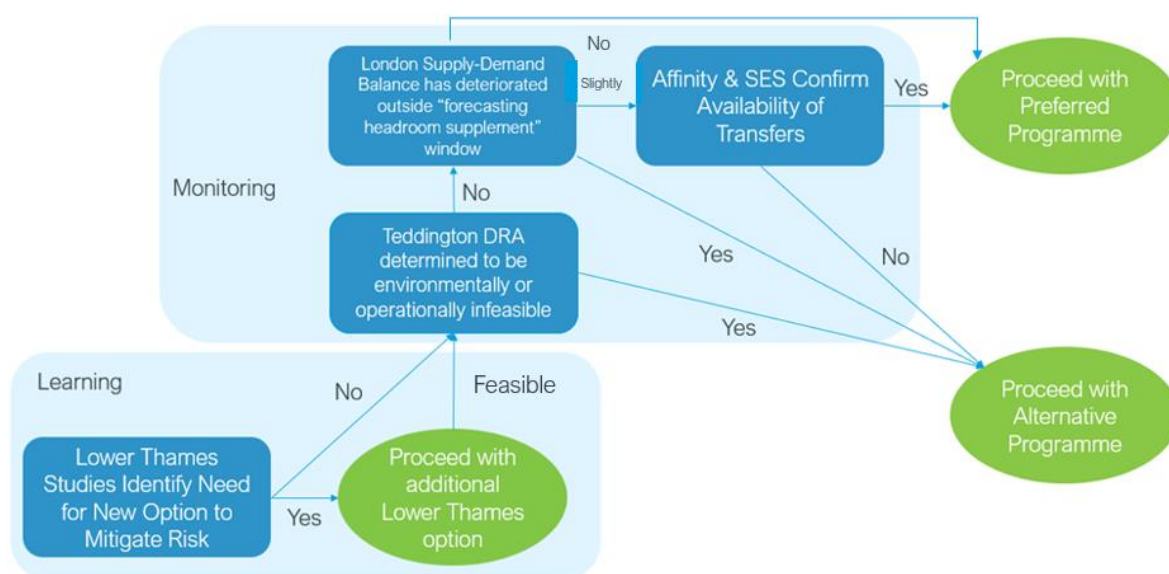 No
London Supply-Demand
Balance has deteriorated
outside “forecasting
headroom supplement”
window
Slightly
Affinity & SES Confirm
Availability of
Transfers
Yes
Proceed with
Preferred
Programme
Monitoring
No
Teddington DRA
determined to be
environmentally or
operationally infeasible
Yes
No
Yes
Learning
No
Feasible
Proceed with
Alternative
Programme
Lower Thames
Studies Identify Need
for New Option to
Mitigate Risk
Yes
Proceed with
additional
Lower Thames
option